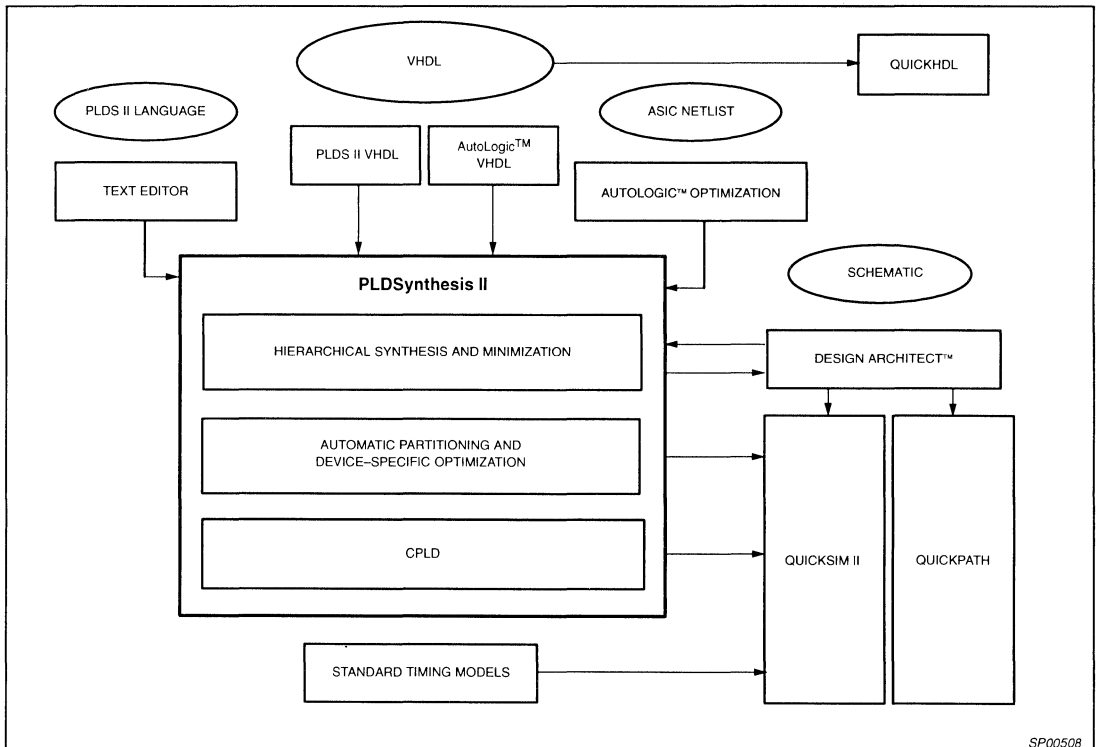 VHDL
QUICKHDL
PLDS II LANGUAGE
ASIC NETLIST
PLDS II VHDL
AutoLogic™
VHDL
TEXT EDITOR
AUTOLOGIC™ OPTIMIZATION
PLDSynthesis II
SCHEMATIC
HIERARCHICAL SYNTHESIS AND MINIMIZATION
DESIGN ARCHITECT™
AUTOMATIC PARTITIONING AND
DEVICE–SPECIFIC OPTIMIZATION
CPLD
QUICKSIM II
QUICKPATH
STANDARD TIMING MODELS
SP00508